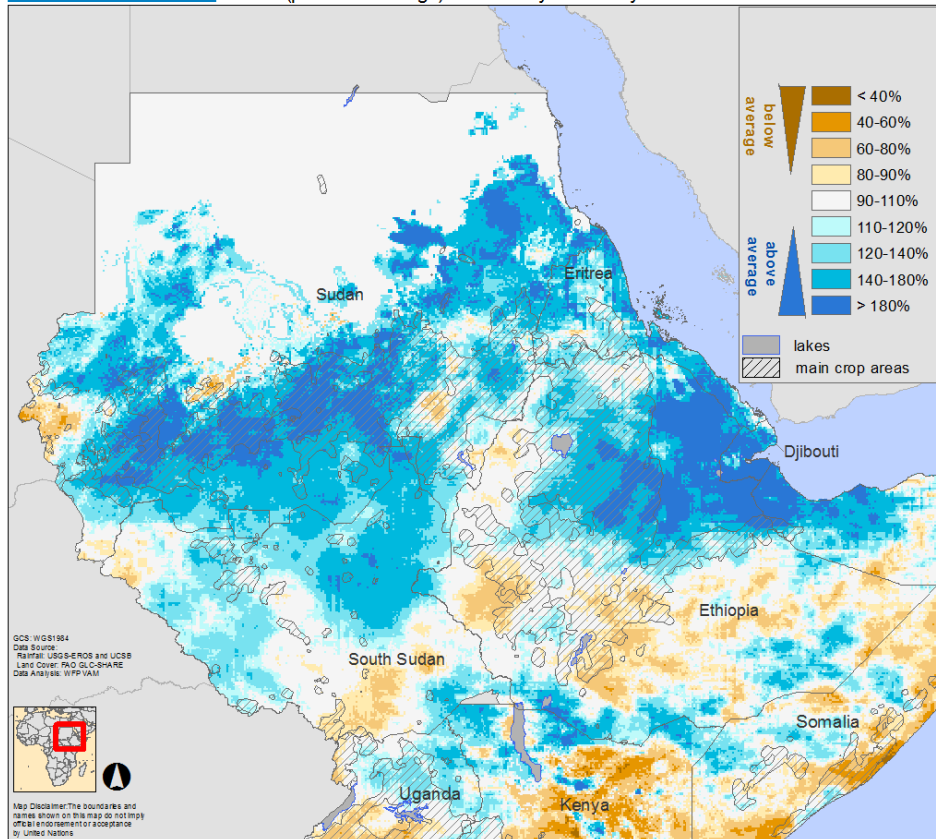 < 40%
below
average
40-60%
60-80%
80-90%
90-110%
110-120%
above
average
120-140%
140-180%
> 180%
lakes
main crop areas
Eritrea
Sudan
Djibouti
Ethiopia
South Sudan
Somalia
Uganda
Kenya
GCS: WGS1984
Data Source:
Rainfall: USGS-EROS and UCSB
Land Cover: FAO GLC-SHARE
Data Analysis: WFP VAM
Map Disclaimer:The boundaries and
names shown on this map do not imply
official endorsement or acceptance
by United Nations